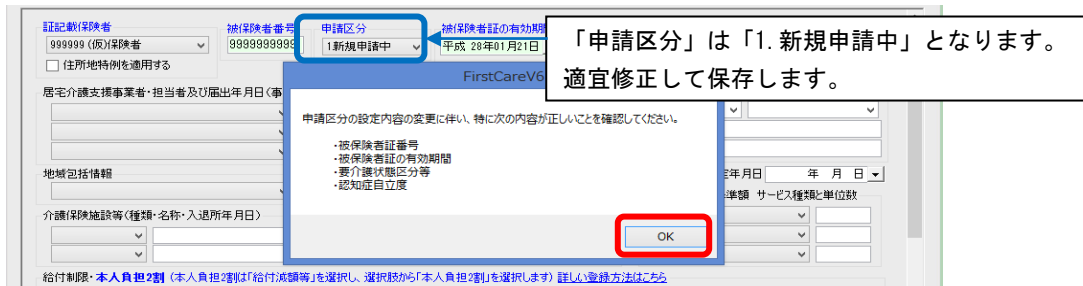 証記載保険者
被保険者番号
申請区分
被保険者証の有効期間
999999 (仮)保険者
9999999999
1新規申請中
平成 28年01月21日
住所地特例を適用する
「申請区分」は「1. 新規申請中」となります。
適宜修正して保存します。
FirstCareV6
居宅介護支援事業者・担当者及び届出年月日(事
申請区分の設定内容の変更に伴い、特に次の内容が正しいことを確認してください。
・被保険者証番号
・被保険者証の有効期間
・要介護状態区分等
・認知症自立度
地域包括情報
年月日
年 月 日
準額 サービス種類と単位数
介護保険施設等(種類・名称・入退所年月日)
OK
給付制限・本人負担2割 (本人負担2割は「給付減額等」を選択し、選択肢から「本人負担2割」を選択します) 詳しい登録方法はこちら